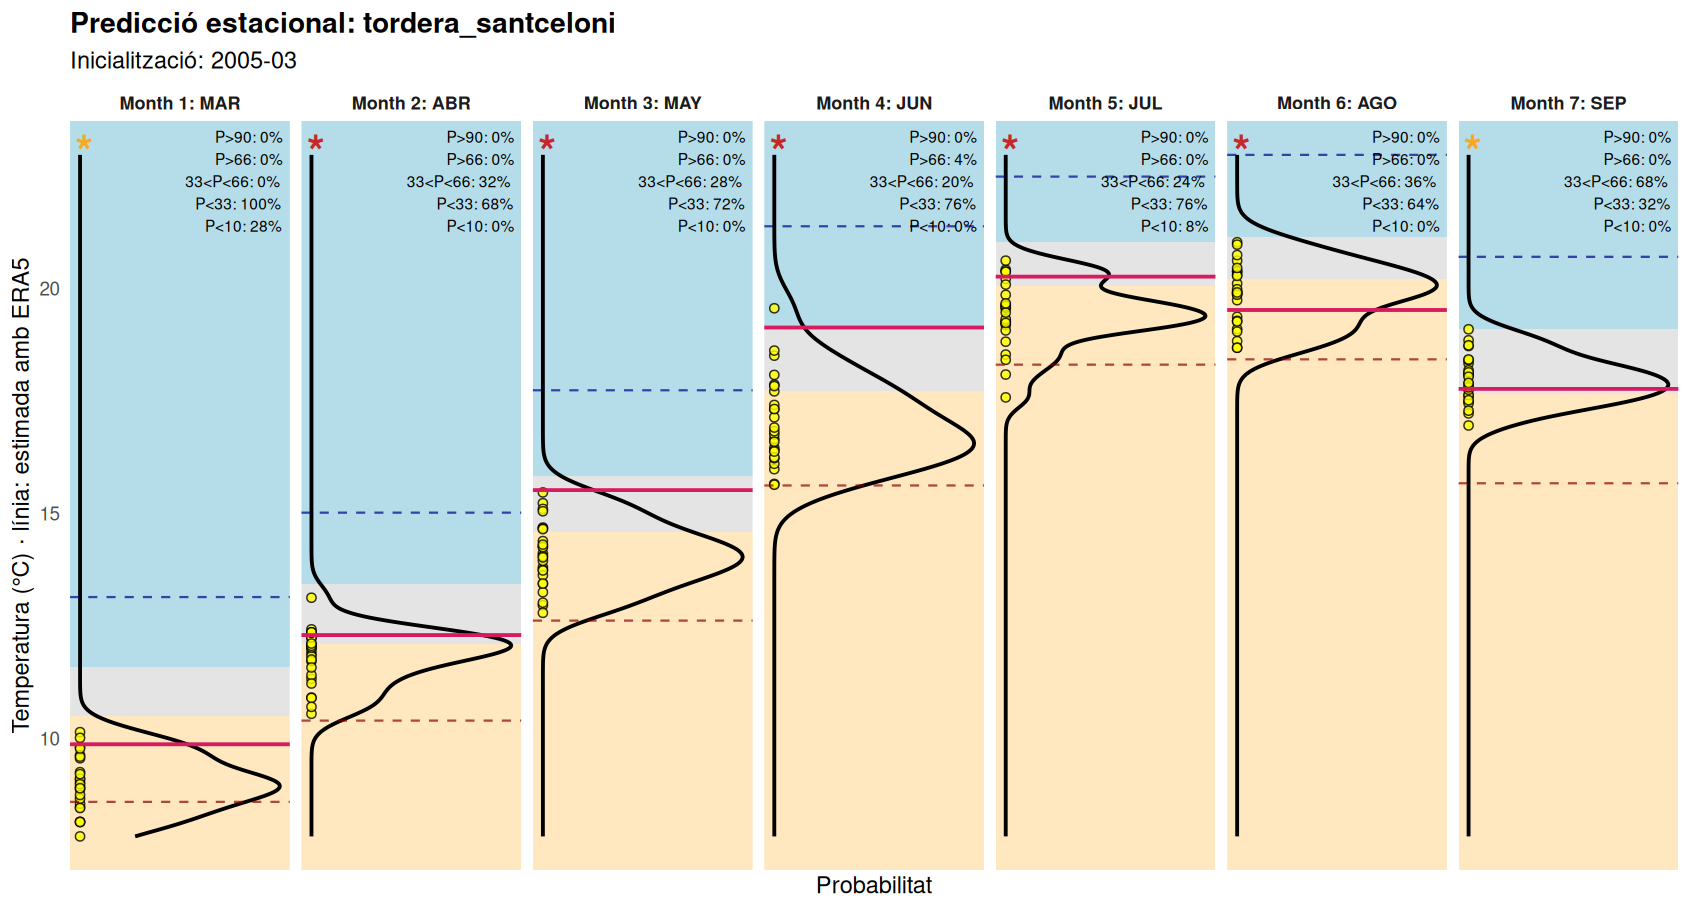 Predicció estacional: tordera_santceloni
Inicialització: 2005-03
Month 1: MAR
P>90: 0%
P>66: 0%
33<P<66: 0%
P<33: 100%
P<10: 28%
Month 2: ABR
P>90: 0%
P>66: 0%
33<P<66: 32%
P<33: 68%
P<10: 0%
Month 3: MAY
P>90: 0%
P>66: 0%
33<P<66: 28%
P<33: 72%
P<10: 0%
Month 4: JUN
P>90: 0%
P>66: 4%
33<P<66: 20%
P<33: 76%
P<10: 0%
Month 5: JUL
P>90: 0%
P>66: 0%
33<P<66: 24%
P<33: 76%
P<10: 8%
Month 6: AGO
P>90: 0%
P>66: 0%
33<P<66: 36%
P<33: 64%
P<10: 0%
Month 7: SEP
P>90: 0%
P>66: 0%
33<P<66: 68%
P<33: 32%
P<10: 0%
Temperatura (°C) · línia: estimada amb ERA5
20
15
10
Probabilitat